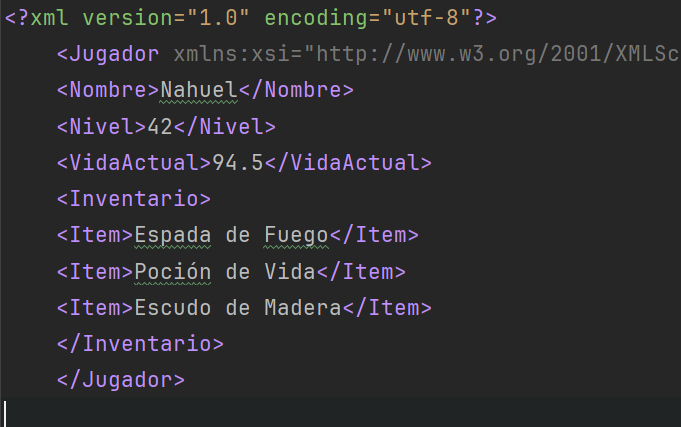 <?xml version="1.0" encoding="utf-8"?>
<Jugador xmlns:xsi="http://www.w3.org/2001/XMLSc
<Nombre>Nahuel</Nombre>
<Nivel>42</Nivel>
<VidaActual>94.5</VidaActual>
<Inventario>
<Item>Espada de Fuego</Item>
<Item>Poción de Vida</Item>
<Item>Escudo de Madera</Item>
</Inventario>
</Jugador>